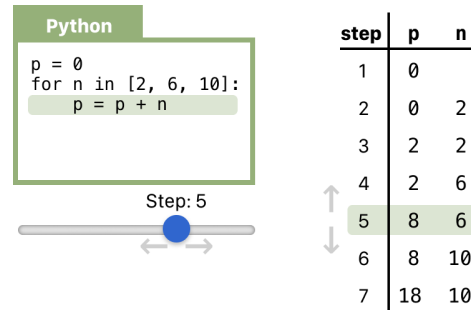 Python
p = 0
for n in [2, 6, 10]:
    p = p + n
Step: 5
step p n
1 0
2 0 2
3 2 2
4 2 6
5 8 6
6 8 10
7 18 10